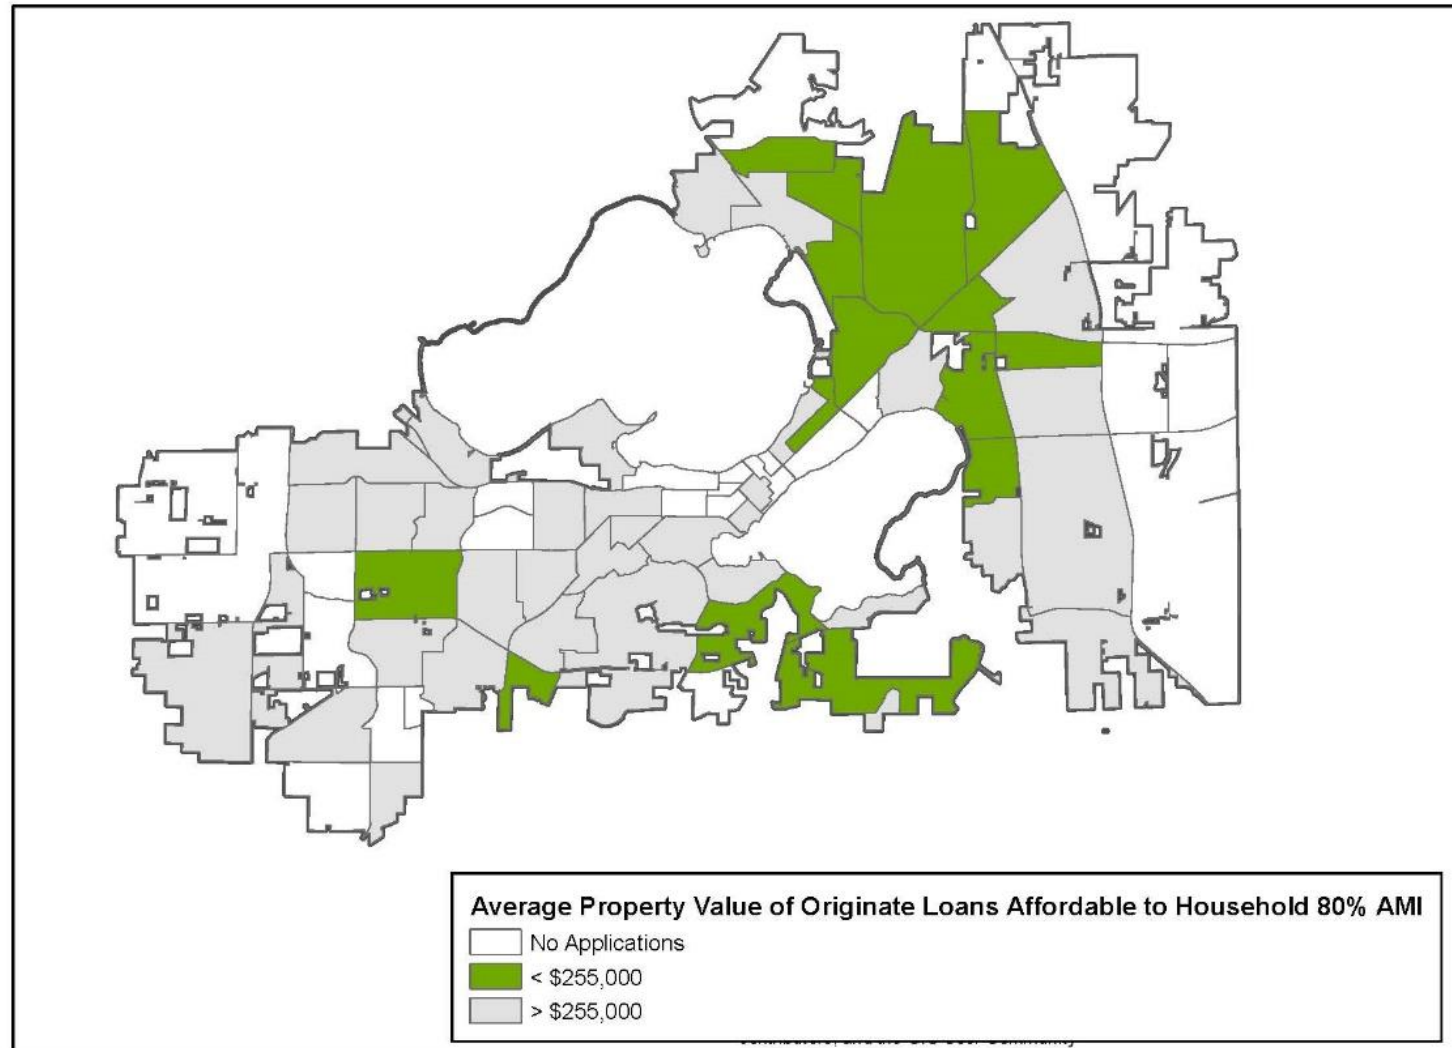 Average Property Value of Originate Loans Affordable to Household 80% AMI
No Applications
< $255,000
> $255,000